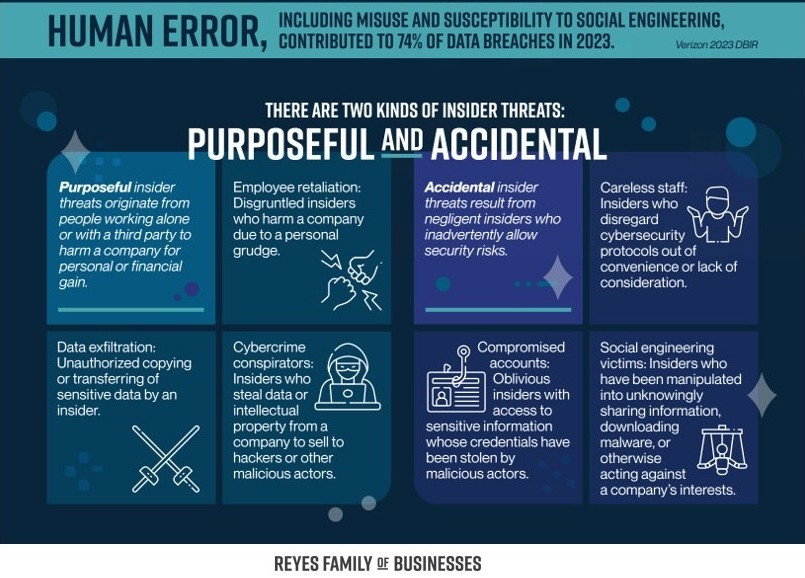 HUMAN ERROR,
INCLUDING MISUSE AND SUSCEPTIBILITY TO SOCIAL ENGINEERING,
CONTRIBUTED TO 74% OF DATA BREACHES IN 2023.
Verizon 2023 DBIR
THERE ARE TWO KINDS OF INSIDER THREATS:
PURPOSEFUL AND ACCIDENTAL
Purposeful insider
threats originate from
people working alone
or with a third party to
harm a company for
personal or financial
gain.
Employee retaliation:
Disgruntled insiders
who harm a company
due to a personal
grudge.
Accidental insider
threats result from
negligent insiders who
inadvertently allow
security risks.
Careless staff:
Insiders who
disregard
cybersecurity
protocols out of
convenience or lack of
consideration.
Data exfiltration:
Unauthorized copying
or transferring of
sensitive data by an
insider.
Cybercrime
conspirators:
Insiders who
steal data or
intellectual
property from a
company to sell to
hackers or other
malicious actors.
Compromised
accounts:
Oblivious
insiders with
access to
sensitive information
whose credentials have
been stolen by
malicious actors.
Social engineering
victims: Insiders who
have been manipulated
into unknowingly
sharing information,
downloading
malware, or
otherwise
acting against
a company's interests.
REYES FAMILY OF BUSINESSES